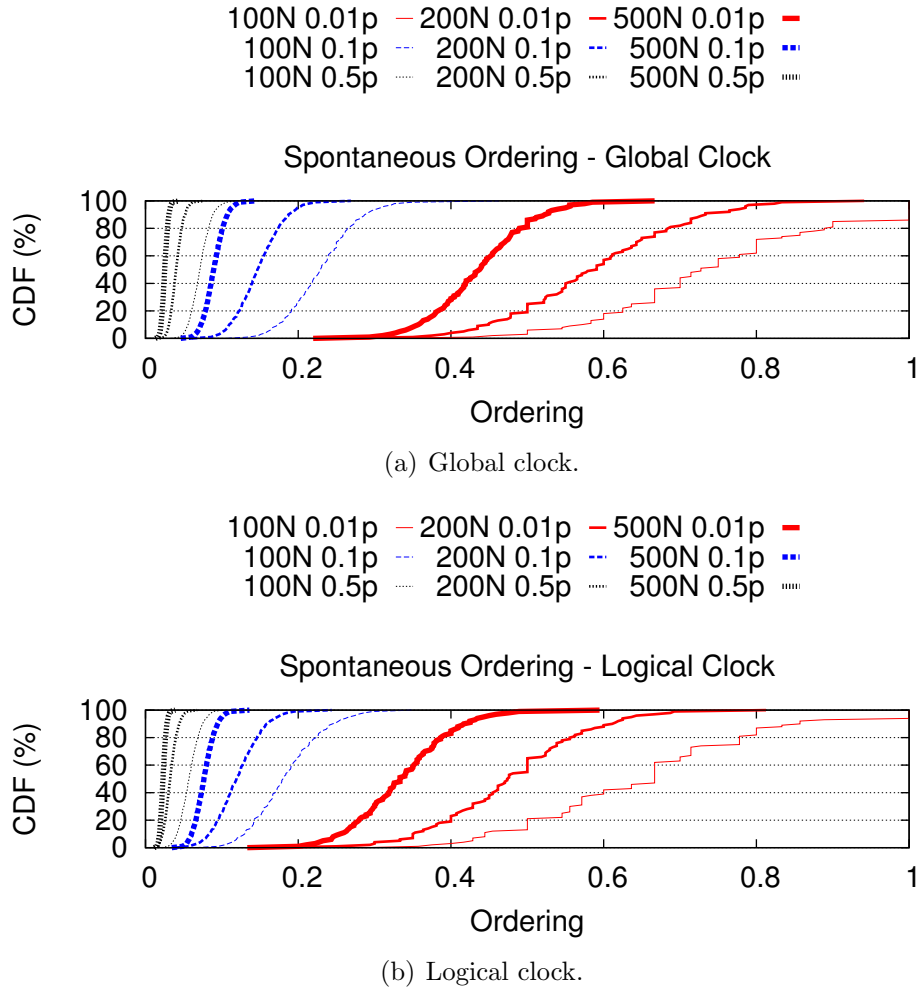 100N 0.01p 200N 0.01p 500N 0.01p
100N 0.1p 200N 0.1p 500N 0.1p
100N 0.5p 200N 0.5p 500N 0.5p
Spontaneous Ordering - Global Clock
CDF (%)
100
80
60
40
20
0
0 0.2 0.4 0.6 0.8 1
Ordering
(a) Global clock.
100N 0.01p 200N 0.01p 500N 0.01p
100N 0.1p 200N 0.1p 500N 0.1p
100N 0.5p 200N 0.5p 500N 0.5p
Spontaneous Ordering - Logical Clock
CDF (%)
100
80
60
40
20
0
0 0.2 0.4 0.6 0.8 1
Ordering
(b) Logical clock.